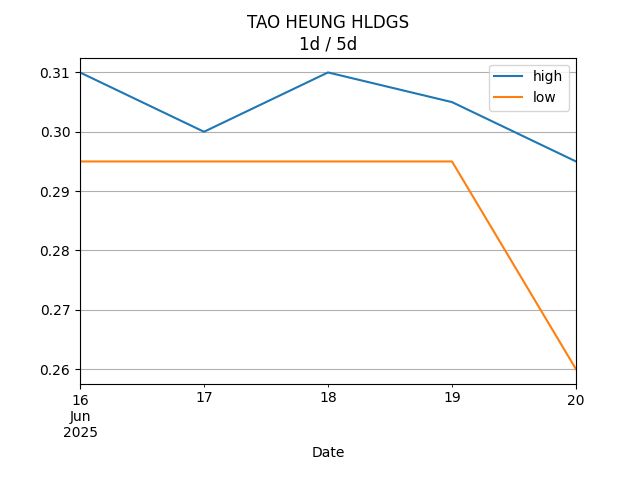 TAO HEUNG HLDGS
1d / 5d
high
low
0.31
0.30
0.29
0.28
0.27
0.26
16 17 18 19 20
Jun
2025
Date